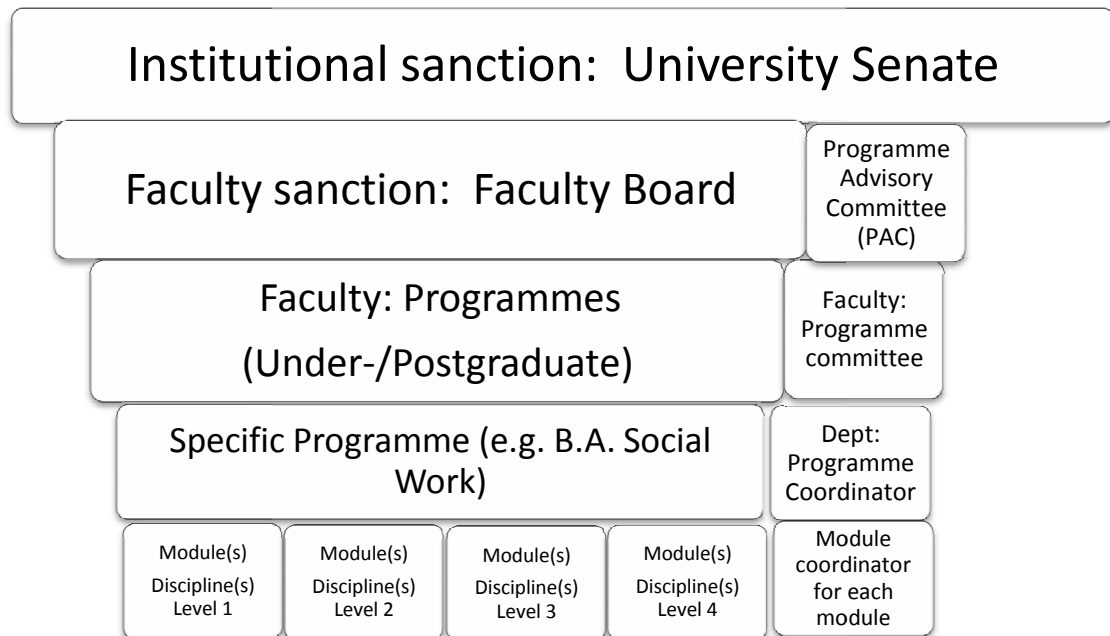 Institutional sanction:  University Senate
Faculty sanction:  Faculty Board
Programme
Advisory
Committee
(PAC)
Faculty: Programmes
(Under-/Postgraduate)
Faculty:
Programme
committee
Specific Programme (e.g. B.A. Social
Work)
Dept:
Programme
Coordinator
Module(s)
Discipline(s)
Level 1
Module(s)
Discipline(s)
Level 2
Module(s)
Discipline(s)
Level 3
Module(s)
Discipline(s)
Level 4
Module
coordinator
for each
module